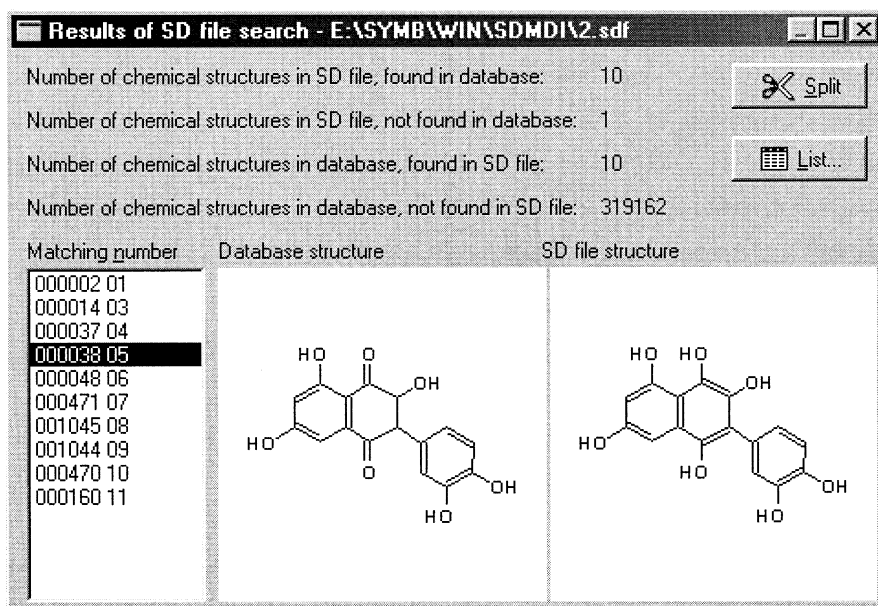 Results of SD file search - E:\SYMB\WIN\SDMDI\2.sdf
Number of chemical structures in SD file, found in database: 10
Split
Number of chemical structures in SD file, not found in database: 1
Number of chemical structures in database, found in SD file: 10
List...
Number of chemical structures in database, not found in SD file: 319162
Matching number Database structure SD file structure
000002 01
000014 03
000037 04
000038 05
000048 06
000471 07
001045 08
001044 09
000470 10
000160 11
HO O
OH
HO
O
OH
HO
HO HO
OH
HO
HO
OH
HO